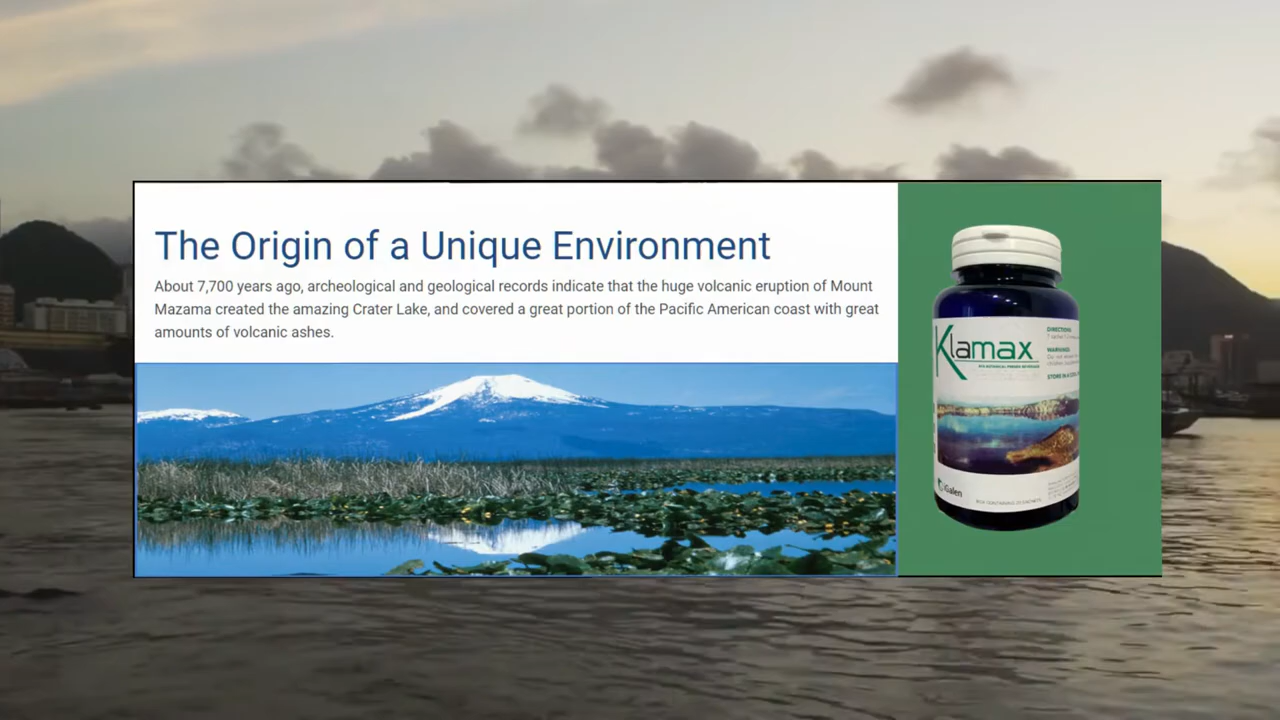 The Origin of a Unique Environment
About 7,700 years ago, archeological and geological records indicate that the huge volcanic eruption of Mount
Mazama created the amazing Crater Lake, and covered a great portion of the Pacific American coast with great
amounts of volcanic ashes.
Klamax
DIRECTIONS
WARNINGS
STORE IN A
iGalen